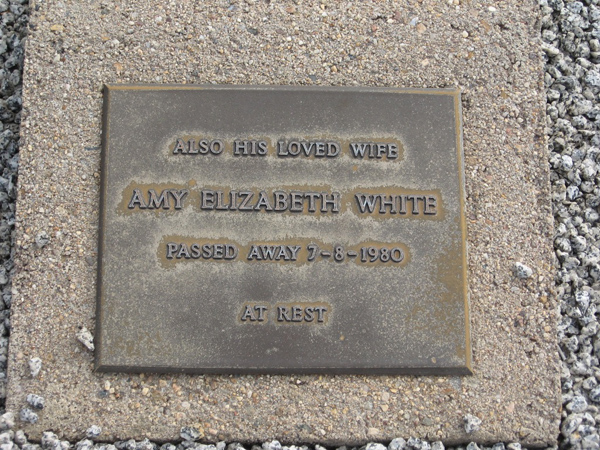 ALSO HIS LOVED WIFE
AMY ELIZABETH WHITE
PASSED AWAY 7-8-1980
AT REST